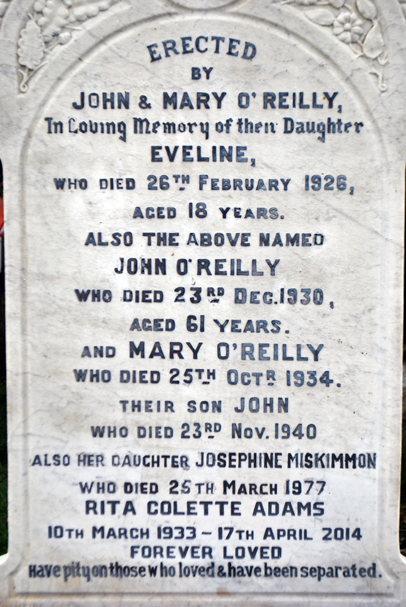 ERECTED
BY
JOHN & MARY O'REILLY,
In Loving Memory of their Daughter
EVELINE,
WHO DIED 26TH FEBRUARY 1926,
AGED 18 YEARS.
ALSO THE ABOVE NAMED
JOHN O'REILLY
WHO DIED 23RD DEC. 1930,
AGED 61 YEARS.
AND MARY O'REILLY
WHO DIED 25TH OCTR 1934.
THEIR SON JOHN
WHO DIED 23RD NOV. 1940
ALSO HER DAUGHTER JOSEPHINE MISKIMMON
WHO DIED 25TH MARCH 1977
RITA COLETTE ADAMS
10TH MARCH 1933 – 17TH APRIL 2014
FOREVER LOVED
Have pity on those who loved & have been separated.